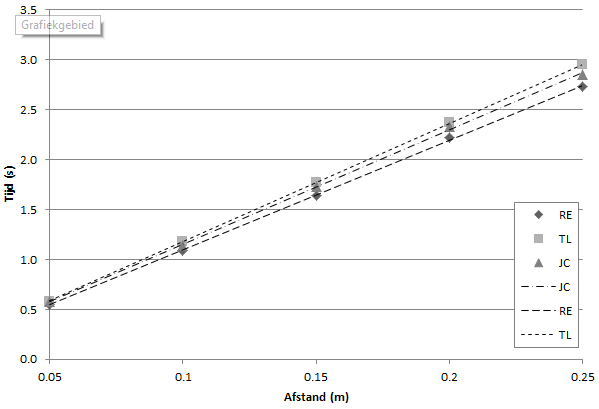 3.5
Grafiekgebied
3.0
2.5
2.0
1.5
1.0
0.5
0.0
Tijd (s)
0.05 0.1 0.15 0.2 0.25
Afstand (m)
RE
TL
JC
JC
RE
TL